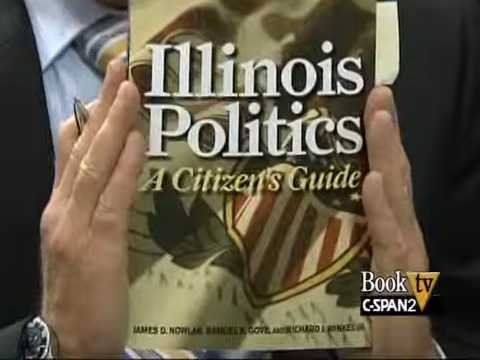 Illinois
Politics
A Citizen's Guide
JAMES D. NOWLAN, SAMUEL K. GOVE, AND RICHARD J. WINKEL JR.
Book tv
C-SPAN2